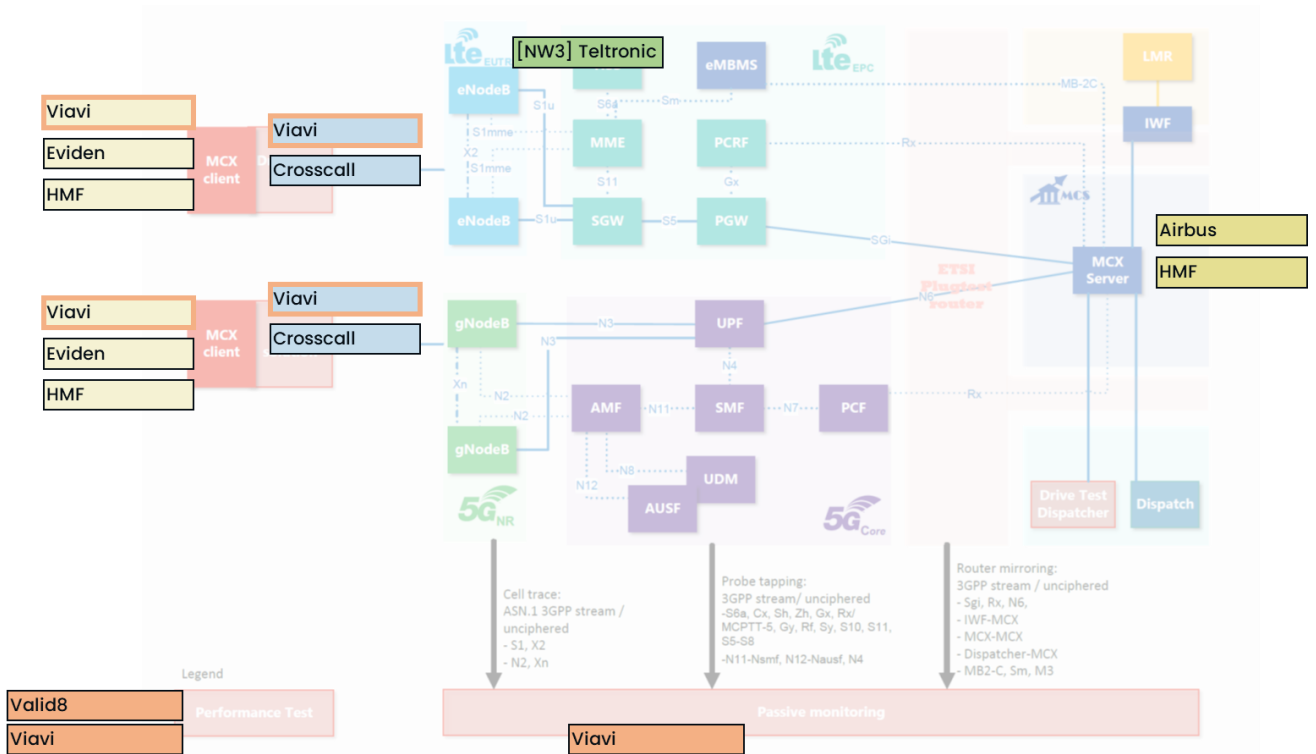 Lte EUTR
[NW3] Teltronic
eMBMS
Lte EPC
LMR
eNodeB
S1u
S6a
Sm
MB-2C
IWF
Viavi
Eviden
HMF
MCX
client
D
Viavi
Crosscall
S1mme
X2
S1mme
MME
PCRF
Rx
S11
Gx
MCS
eNodeB
S1u
SGW
S5
PGW
SGi
MCX
Server
Airbus
HMF
ETSI
Plugtest
router
N6
Viavi
Eviden
HMF
MCX
client
Viavi
Crosscall
gNodeB
N3
N3
UPF
N4
Xn
N2
N2
AMF
N11
SMF
N7
PCF
Rx
gNodeB
N8
N12
UDM
AUSF
5G NR
5G Core
Drive Test
Dispatcher
Dispatch
Cell trace:
ASN.1 3GPP stream /
unciphered
- S1, X2
- N2, Xn
Probe tapping:
3GPP stream/ unciphered
-S6a, Cx, Sh, Zh, Gx, Rx/
MCPTT-5, Gy, Rf, Sy, S10, S11,
S5-S8
-N11-Nsmf, N12-Nausf, N4
Router mirroring:
3GPP stream / unciphered
- Sgi, Rx, N6,
- IWF-MCX
- MCX-MCX
- Dispatcher-MCX
- MB2-C, Sm, M3
Legend
Valid8
Viavi
Performance Test
Passive monitoring
Viavi